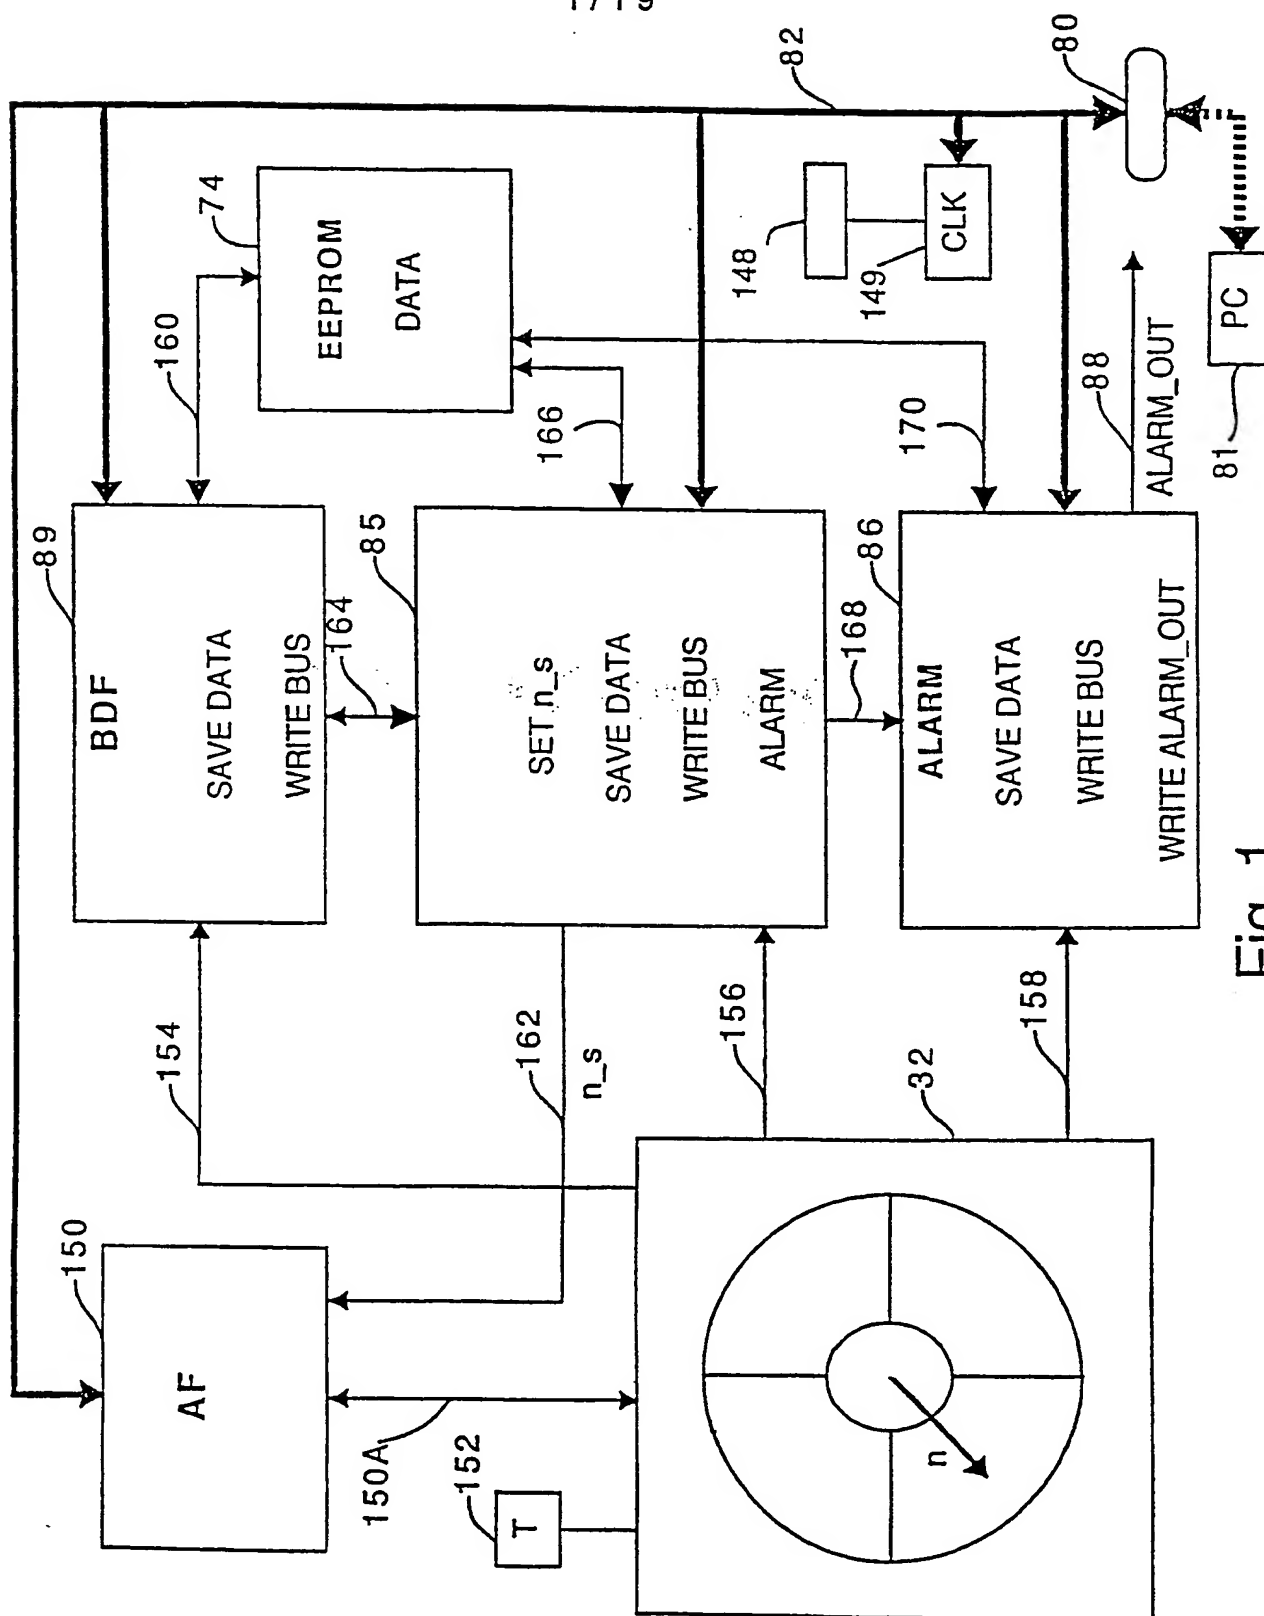 1/19
150
AF
150A
152
T
154
162
n_s
156
158
32
n
89
BDF
SAVE DATA
WRITE BUS
164
85
SET n_s
SAVE DATA
WRITE BUS
ALARM
168
86
ALARM
SAVE DATA
WRITE BUS
WRITE ALARM_OUT
160
74
EEPROM
DATA
166
170
88
ALARM_OUT
82
148
149
CLK
80
PC
81
Fig. 1